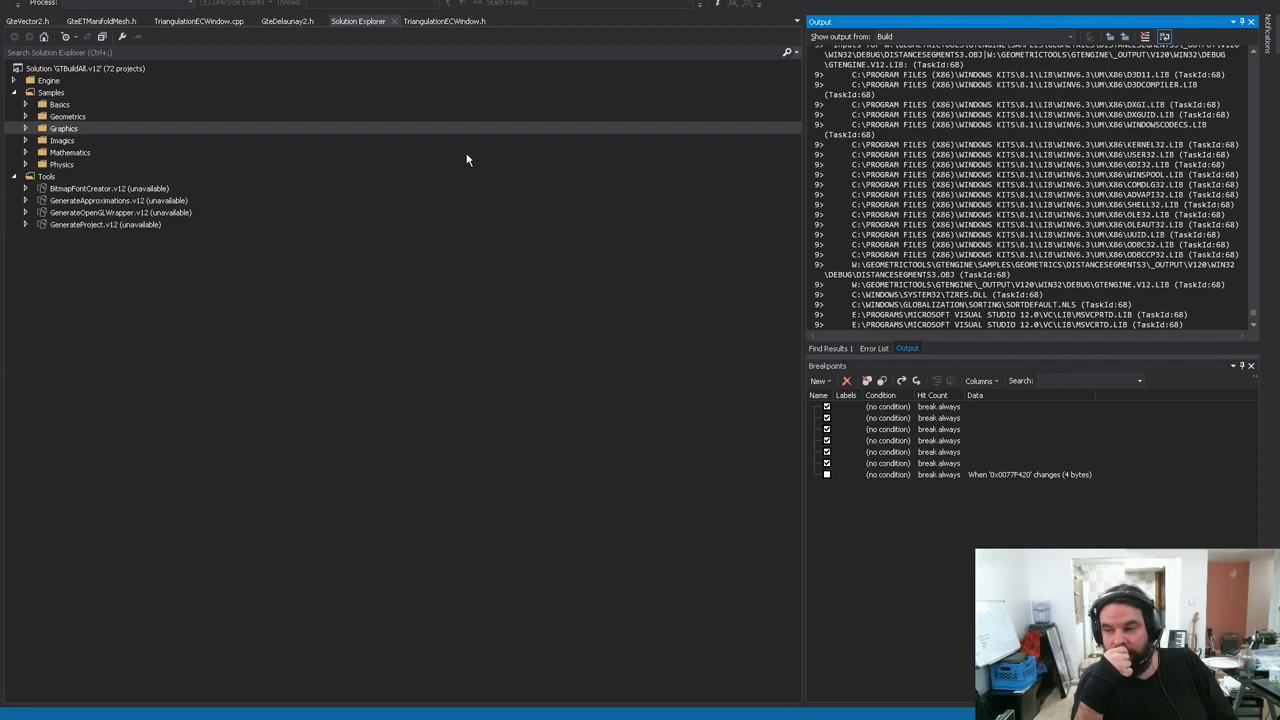 Process:
Lifecycle Events
Thread:
Stack Frame:
GteVector2.h
GteETManifoldMesh.h
TriangulationECWindow.cpp
GteDelaunay2.h
Solution Explorer
TriangulationECWindow.h
Search Solution Explorer (Ctrl+;)
Solution 'GTBuildAll.v12' (72 projects)
Engine
Samples
Basics
Geometrics
Graphics
Imagics
Mathematics
Physics
Tools
BitmapFontCreator.v12 (unavailable)
GenerateApproximations.v12 (unavailable)
GenerateOpenGLWrapper.v12 (unavailable)
GenerateProject.v12 (unavailable)
Output
Show output from: Build
\WIN32\DEBUG\DISTANCESEGMENTS3.OBJ|W:\GEOMETRICTOOLS\GTENGINE\_OUTPUT\V120\WIN32\DEBUG
\GTENGINE.V12.LIB: (TaskId:68)
9> C:\PROGRAM FILES (X86)\WINDOWS KITS\8.1\LIB\WINV6.3\UM\X86\D3D11.LIB (TaskId:68)
9> C:\PROGRAM FILES (X86)\WINDOWS KITS\8.1\LIB\WINV6.3\UM\X86\D3DCOMPILER.LIB
(TaskId:68)
9> C:\PROGRAM FILES (X86)\WINDOWS KITS\8.1\LIB\WINV6.3\UM\X86\DXGI.LIB (TaskId:68)
9> C:\PROGRAM FILES (X86)\WINDOWS KITS\8.1\LIB\WINV6.3\UM\X86\DXGUID.LIB (TaskId:68)
9> C:\PROGRAM FILES (X86)\WINDOWS KITS\8.1\LIB\WINV6.3\UM\X86\WINDOWSCODECS.LIB
(TaskId:68)
9> C:\PROGRAM FILES (X86)\WINDOWS KITS\8.1\LIB\WINV6.3\UM\X86\KERNEL32.LIB (TaskId:68)
9> C:\PROGRAM FILES (X86)\WINDOWS KITS\8.1\LIB\WINV6.3\UM\X86\USER32.LIB (TaskId:68)
9> C:\PROGRAM FILES (X86)\WINDOWS KITS\8.1\LIB\WINV6.3\UM\X86\GDI32.LIB (TaskId:68)
9> C:\PROGRAM FILES (X86)\WINDOWS KITS\8.1\LIB\WINV6.3\UM\X86\WINSPOOL.LIB (TaskId:68)
9> C:\PROGRAM FILES (X86)\WINDOWS KITS\8.1\LIB\WINV6.3\UM\X86\COMDLG32.LIB (TaskId:68)
9> C:\PROGRAM FILES (X86)\WINDOWS KITS\8.1\LIB\WINV6.3\UM\X86\ADVAPI32.LIB (TaskId:68)
9> C:\PROGRAM FILES (X86)\WINDOWS KITS\8.1\LIB\WINV6.3\UM\X86\SHELL32.LIB (TaskId:68)
9> C:\PROGRAM FILES (X86)\WINDOWS KITS\8.1\LIB\WINV6.3\UM\X86\OLE32.LIB (TaskId:68)
9> C:\PROGRAM FILES (X86)\WINDOWS KITS\8.1\LIB\WINV6.3\UM\X86\OLEAUT32.LIB (TaskId:68)
9> C:\PROGRAM FILES (X86)\WINDOWS KITS\8.1\LIB\WINV6.3\UM\X86\UUID.LIB (TaskId:68)
9> C:\PROGRAM FILES (X86)\WINDOWS KITS\8.1\LIB\WINV6.3\UM\X86\ODBC32.LIB (TaskId:68)
9> C:\PROGRAM FILES (X86)\WINDOWS KITS\8.1\LIB\WINV6.3\UM\X86\ODBCCP32.LIB (TaskId:68)
9> W:\GEOMETRICTOOLS\GTENGINE\SAMPLES\GEOMETRICS\DISTANCESEGMENTS3\_OUTPUT\V120\WIN32
\DEBUG\DISTANCESEGMENTS3.OBJ (TaskId:68)
9> W:\GEOMETRICTOOLS\GTENGINE\_OUTPUT\V120\WIN32\DEBUG\GTENGINE.V12.LIB (TaskId:68)
9> C:\WINDOWS\SYSTEM32\TZRES.DLL (TaskId:68)
9> C:\WINDOWS\GLOBALIZATION\SORTING\SORTDEFAULT.NLS (TaskId:68)
9> E:\PROGRAMS\MICROSOFT VISUAL STUDIO 12.0\VC\LIB\MSVCPRTD.LIB (TaskId:68)
9> E:\PROGRAMS\MICROSOFT VISUAL STUDIO 12.0\VC\LIB\MSVCRTD.LIB (TaskId:68)
Find Results 1
Error List
Output
Notifications
Breakpoints
New
Columns
Search:
Name Labels Condition Hit Count Data
(no condition) break always
(no condition) break always
(no condition) break always
(no condition) break always
(no condition) break always
(no condition) break always
(no condition) break always When '0x0077F420' changes (4 bytes)